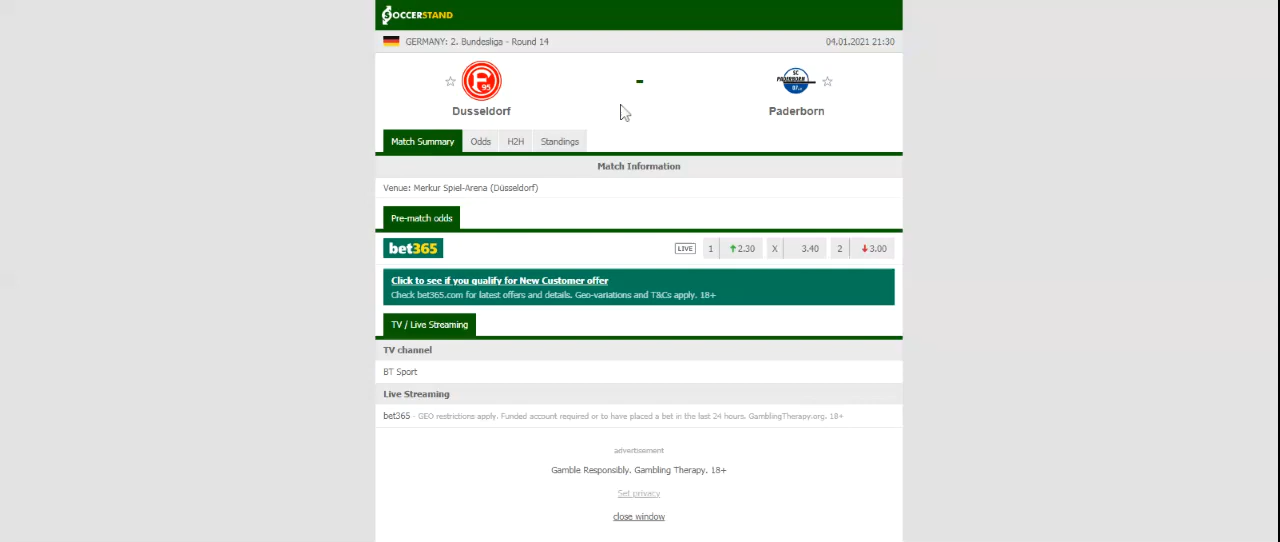 SOCCERSTAND
GERMANY: 2. Bundesliga - Round 14 04.01.2021 21:30
F 95
SC PADERBORN 07
Dusseldorf - Paderborn
Match Summary Odds H2H Standings
Match Information
Venue: Merkur Spiel-Arena (Düsseldorf)
Pre-match odds
bet365 LIVE 1 2.30 X 3.40 2 3.00
Click to see if you qualify for New Customer offer
Check bet365.com for latest offers and details. Geo-variations and T&Cs apply. 18+
TV / Live Streaming
TV channel
BT Sport
Live Streaming
bet365 - GEO restrictions apply. Funded account required or to have placed a bet in the last 24 hours. GamblingTherapy.org. 18+
advertisement
Gamble Responsibly. Gambling Therapy. 18+
Set privacy
close window